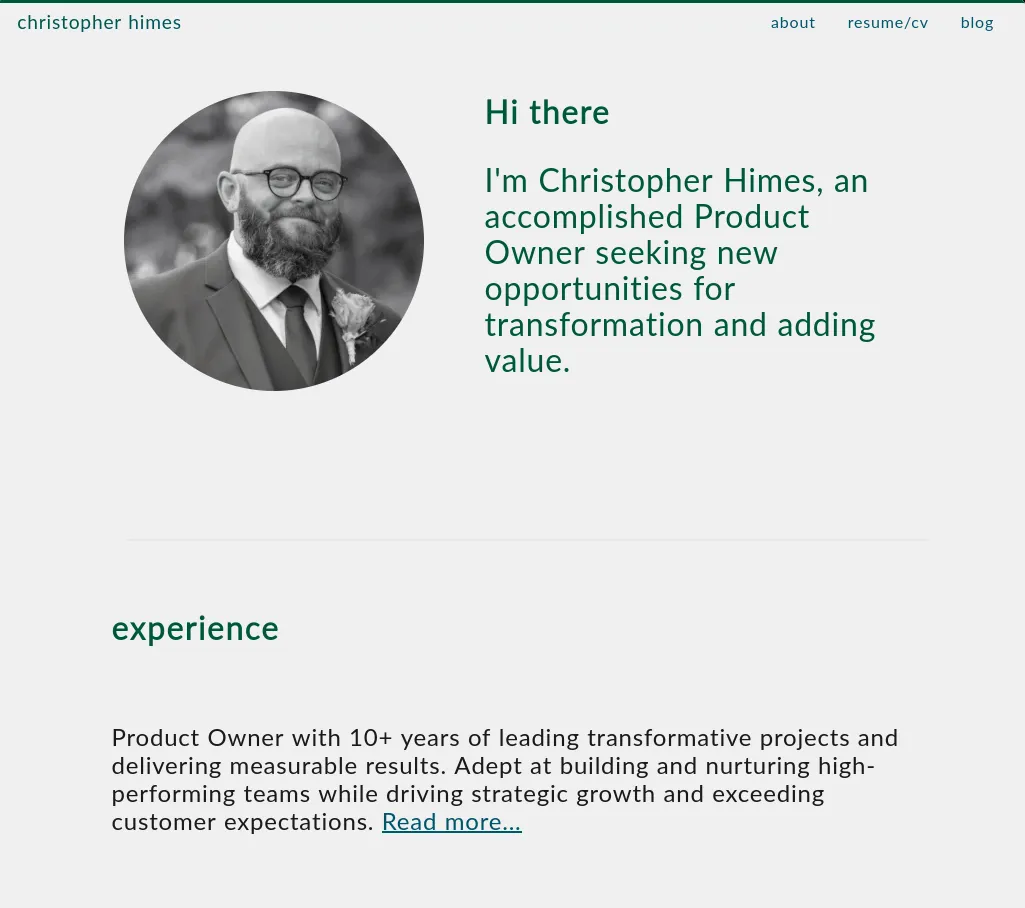 christopher himes
about resume/cv blog
Hi there
I'm Christopher Himes, an
accomplished Product
Owner seeking new
opportunities for
transformation and adding
value.
experience
Product Owner with 10+ years of leading transformative projects and
delivering measurable results. Adept at building and nurturing high-
performing teams while driving strategic growth and exceeding
customer expectations. Read more...